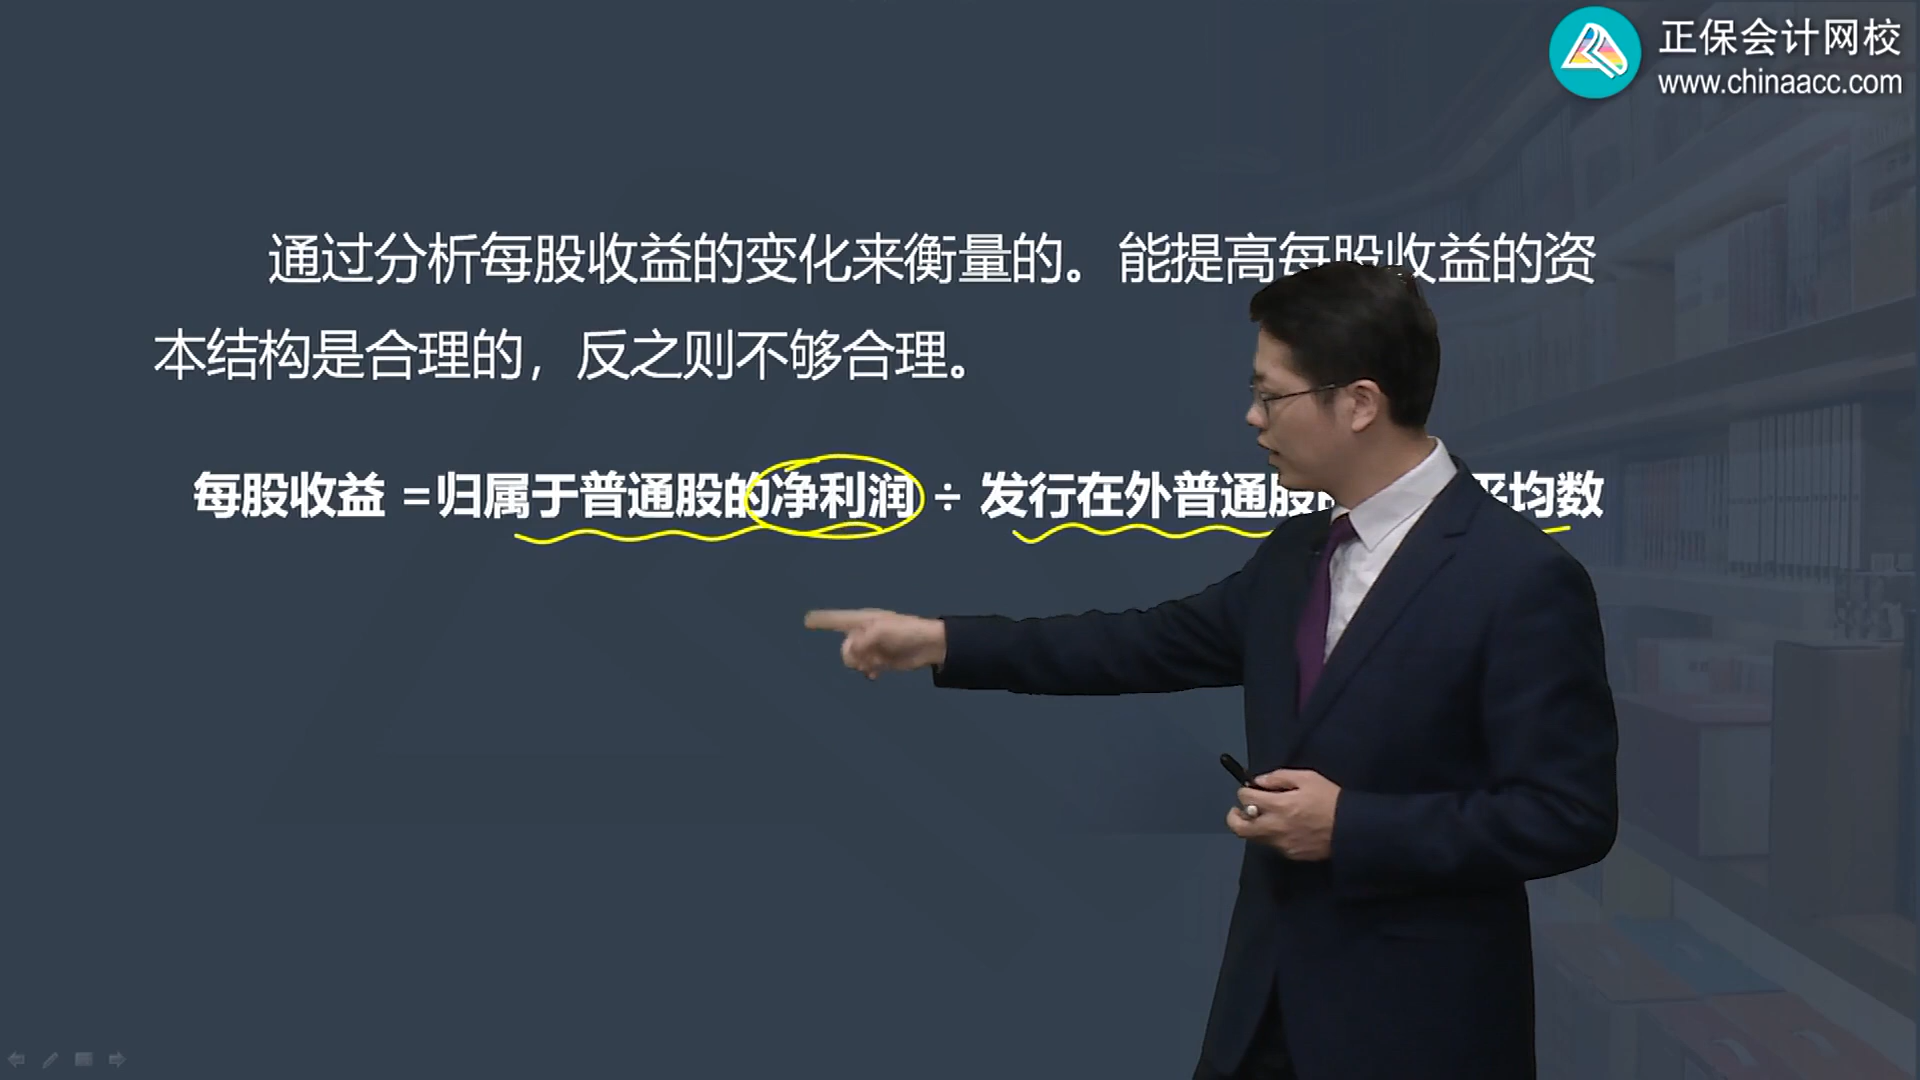 正保会计网校
www.chinaacc.com
通过分析每股收益的变化来衡量的。能提高每股收益的资
本结构是合理的，反之则不够合理。
每股收益 =归属于普通股的净利润 ÷ 发行在外普通股 平均数